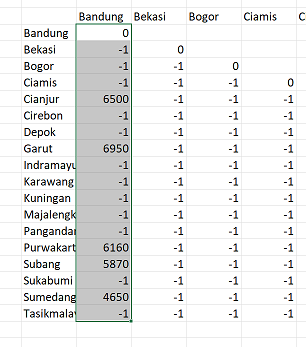 Bandung Bekasi Bogor Ciamis C
Bandung 0
Bekasi -1 0
Bogor -1 -1 0
Ciamis -1 -1 -1 0
Cianjur 6500 -1 -1 -1
Cirebon -1 -1 -1 -1
Depok -1 -1 -1 -1
Garut 6950 -1 -1 -1
Indramayu -1 -1 -1 -1
Karawang -1 -1 -1 -1
Kuningan -1 -1 -1 -1
Majalengk -1 -1 -1 -1
Pangandar -1 -1 -1 -1
Purwakart 6160 -1 -1 -1
Subang 5870 -1 -1 -1
Sukabumi -1 -1 -1 -1
Sumedang 4650 -1 -1 -1
Tasikmalay -1 -1 -1 -1